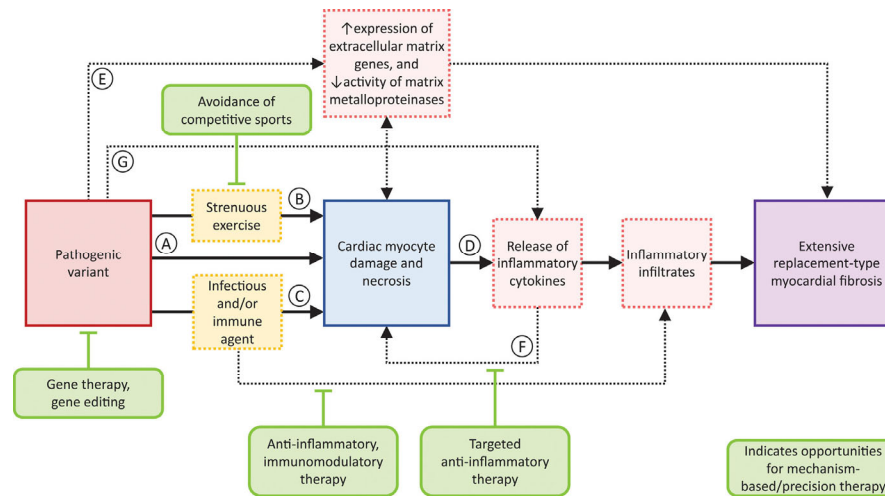 ↑expression of
extracellular matrix
genes, and
↓activity of matrix
metalloproteinases
E
Avoidance of
competitive sports
G
Strenuous
exercise
B
Pathogenic
variant
A
Cardiac myocyte
damage and
necrosis
D
Release of
inflammatory
cytokines
Inflammatory
infiltrates
Extensive
replacement-type
myocardial fibrosis
Infectious
and/or
immune
agent
C
F
Gene therapy,
gene editing
Anti-inflammatory,
immunomodulatory
therapy
Targeted
anti-inflammatory
therapy
Indicates opportunities
for mechanism-
based/precision therapy